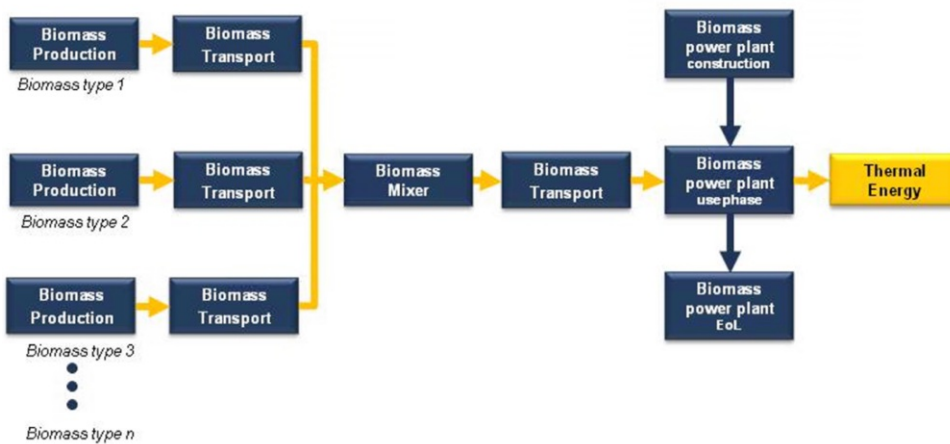 Biomass
Production
Biomass type 1
Biomass
Transport
Biomass
Production
Biomass type 2
Biomass
Transport
Biomass
Production
Biomass type 3
Biomass
Transport
Biomass type n
Biomass
Mixer
Biomass
Transport
Biomass
power plant
construction
Biomass
power plant
use phase
Biomass
power plant
EoL
Thermal
Energy